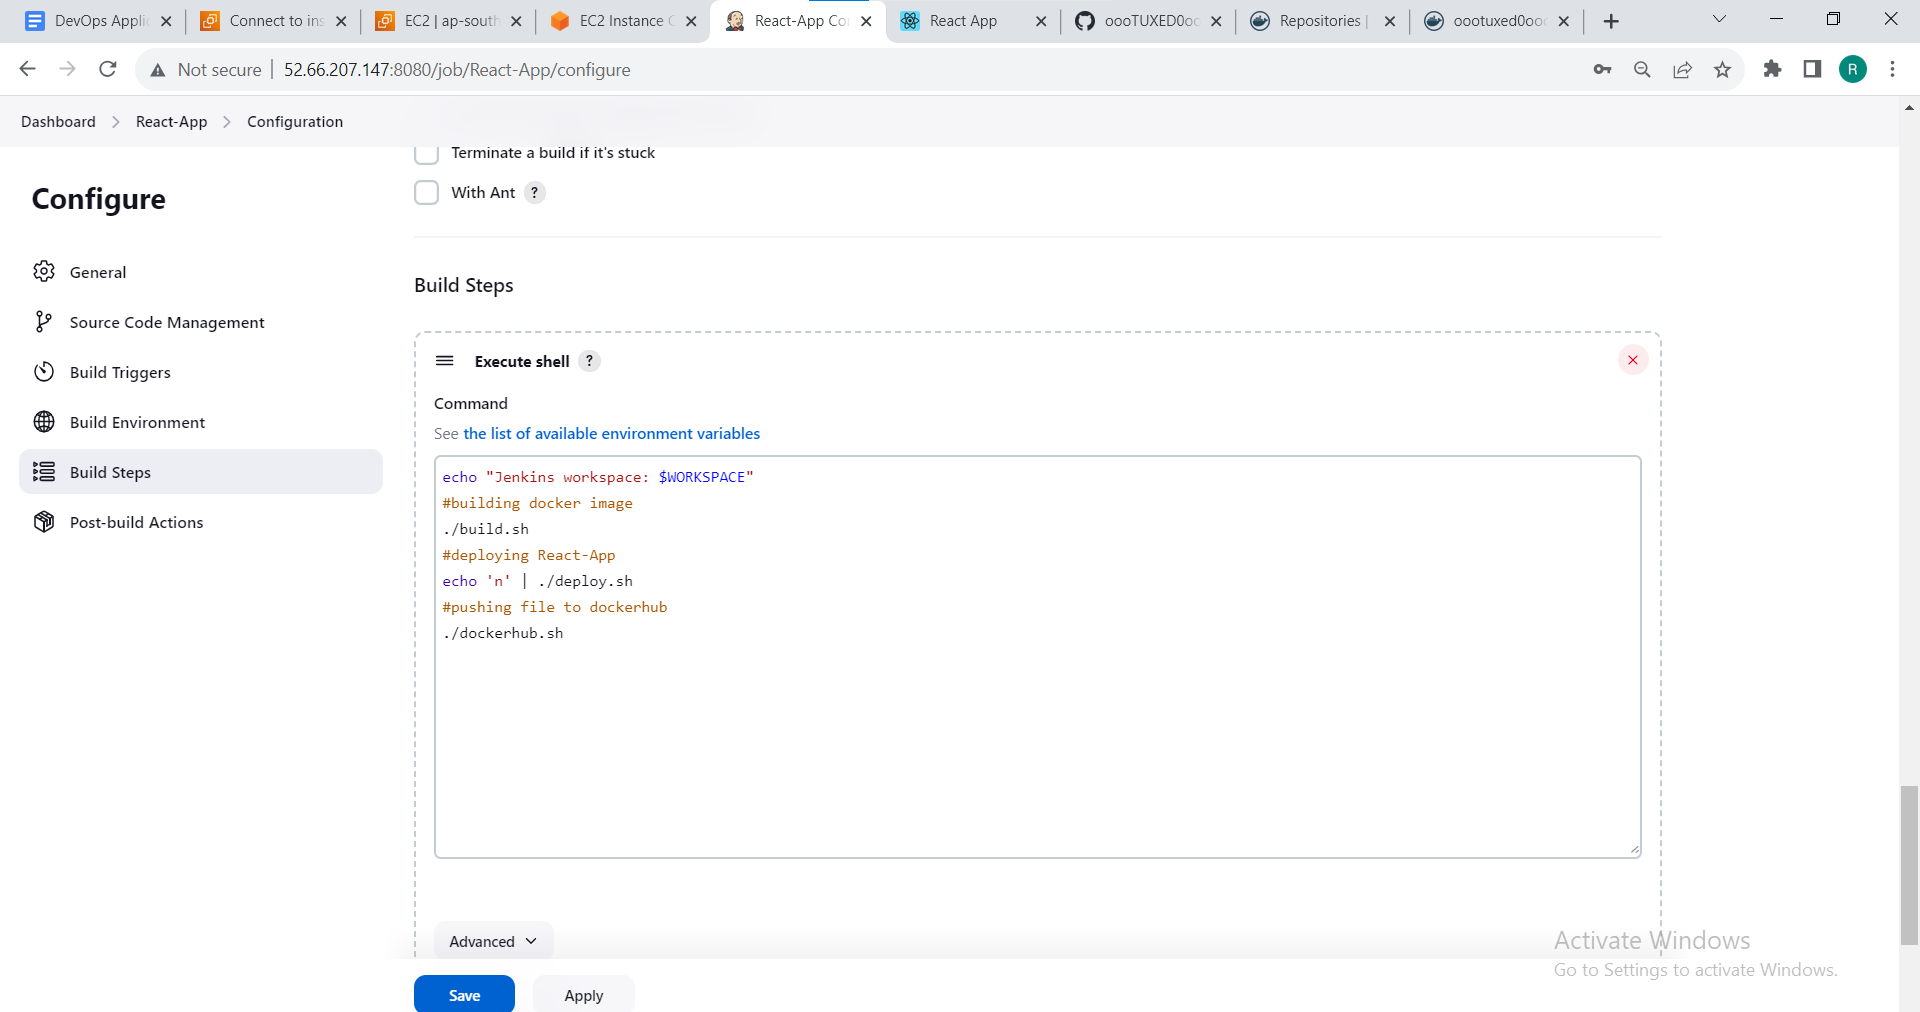 DevOps Applic
Connect to ins
EC2 | ap-south
EC2 Instance C
React-App Con
React App
oooTUXED0oo
Repositories |
oootuxed0ooo
Not secure
52.66.207.147:8080/job/React-App/configure
R
Dashboard
React-App
Configuration
Terminate a build if it's stuck
Configure
With Ant ?
General
Build Steps
Source Code Management
Execute shell ?
Build Triggers
Command
Build Environment
See the list of available environment variables
Build Steps
echo "Jenkins workspace: $WORKSPACE"
#building docker image
Post-build Actions
./build.sh
#deploying React-App
echo 'n' | ./deploy.sh
#pushing file to dockerhub
./dockerhub.sh
Advanced
Activate Windows
Go to Settings to activate Windows.
Save
Apply